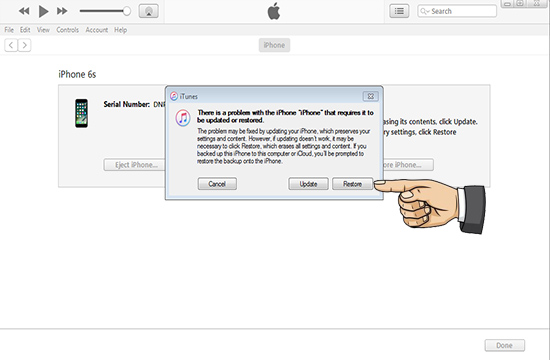 Search
File Edit View Controls Account Help
iPhone
iPhone 6s
Serial Number: DNP
iTunes
There is a problem with the iPhone "iPhone" that requires it to
be updated or restored.
The problem may be fixed by updating your iPhone, which preserves your
settings and content. However, if updating doesn't work, it may be
necessary to click Restore, which erases all settings and content. If you
backed up this iPhone to this computer or iCloud, you'll be prompted to
restore the backup onto the iPhone.
asing its contents, click Update.
ry settings, click Restore
Eject iPhone...
ore iPhone...
Cancel Update Restore
Done